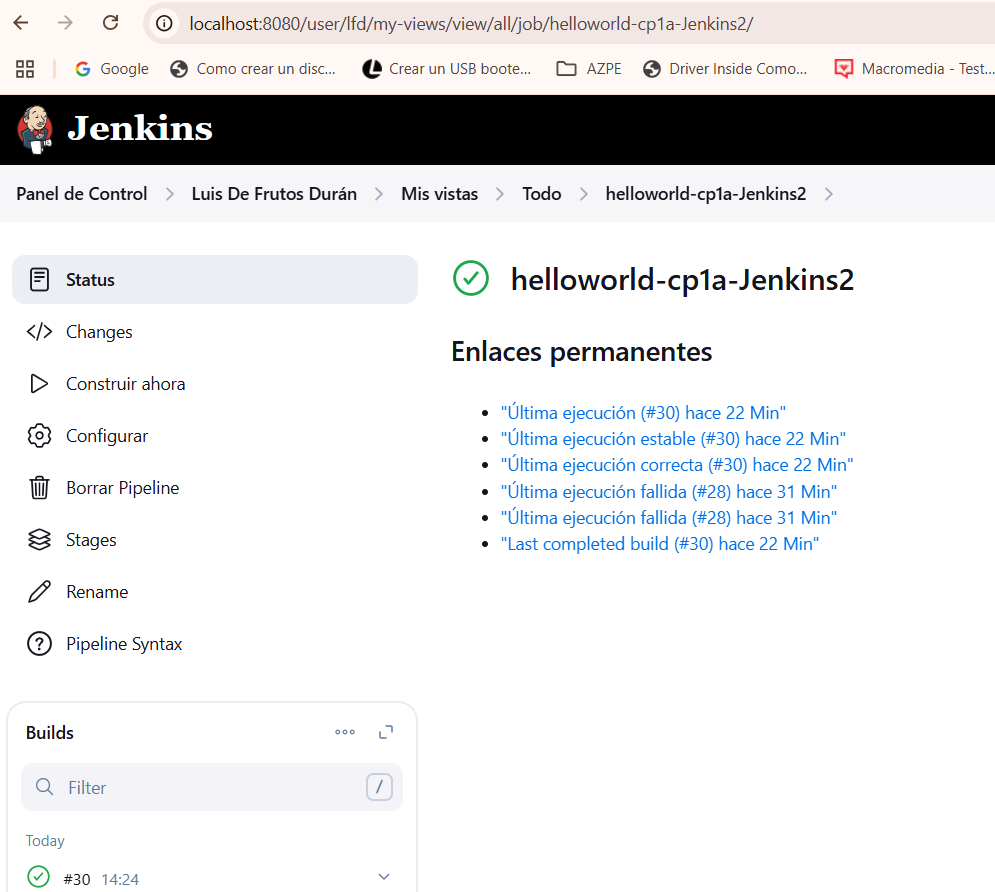 localhost:8080/user/lfd/my-views/view/all/job/helloworld-cp1a-Jenkins2/
Google Como crear un disc... Crear un USB boote... AZPE Driver Inside Como... Macromedia - Test...
Jenkins
Panel de Control > Luis De Frutos Durán > Mis vistas > Todo > helloworld-cp1a-Jenkins2 >
Status
Changes
Construir ahora
Configurar
Borrar Pipeline
Stages
Rename
Pipeline Syntax
helloworld-cp1a-Jenkins2
Enlaces permanentes
"Última ejecución (#30) hace 22 Min"
"Última ejecución estable (#30) hace 22 Min"
"Última ejecución correcta (#30) hace 22 Min"
"Última ejecución fallida (#28) hace 31 Min"
"Última ejecución fallida (#28) hace 31 Min"
"Last completed build (#30) hace 22 Min"
Builds
Filter /
Today
#30 14:24